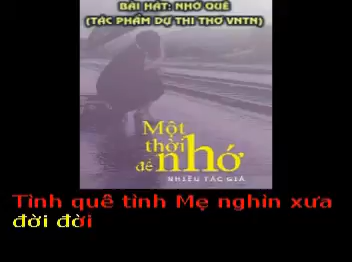 BÀI HÁT: NHỚ QUÊ
(TÁC PHẨM DỰ THI THƠ VNTN)
Một
thời
để nhớ
NHIỀU TÁC GIẢ
Tình quê tình Mẹ nghìn xưa
đời đời